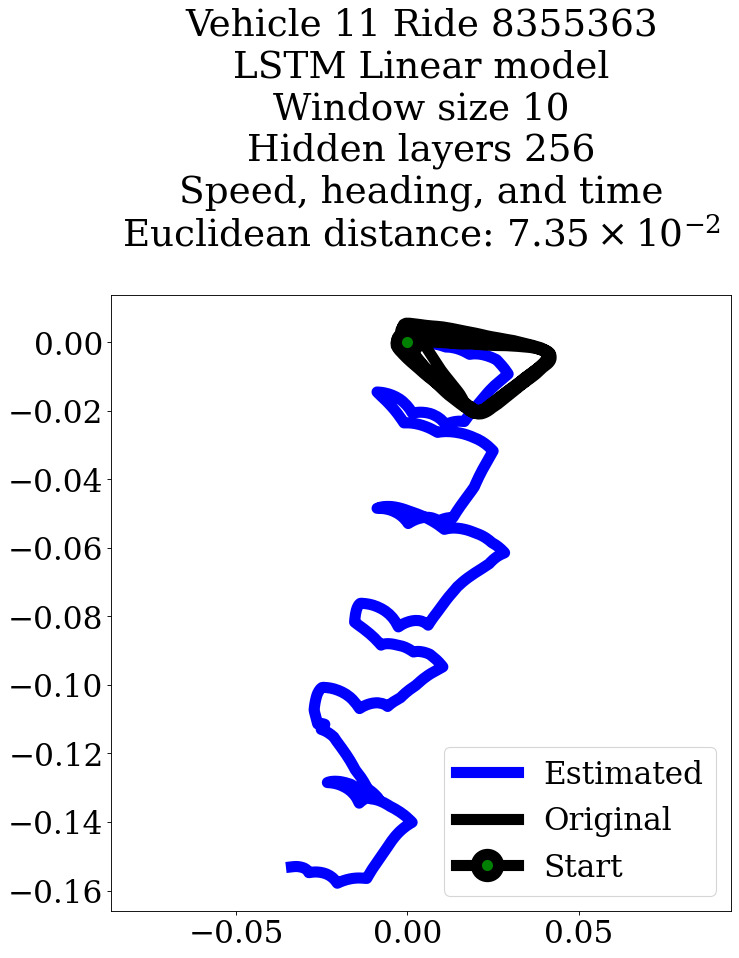 Vehicle 11 Ride 8355363
LSTM Linear model
Window size 10
Hidden layers 256
Speed, heading, and time
Euclidean distance: 7.35 × 10⁻²
0.00
−0.02
−0.04
−0.06
−0.08
−0.10
−0.12
−0.14
−0.16
Estimated
Original
Start
−0.05 0.00 0.05